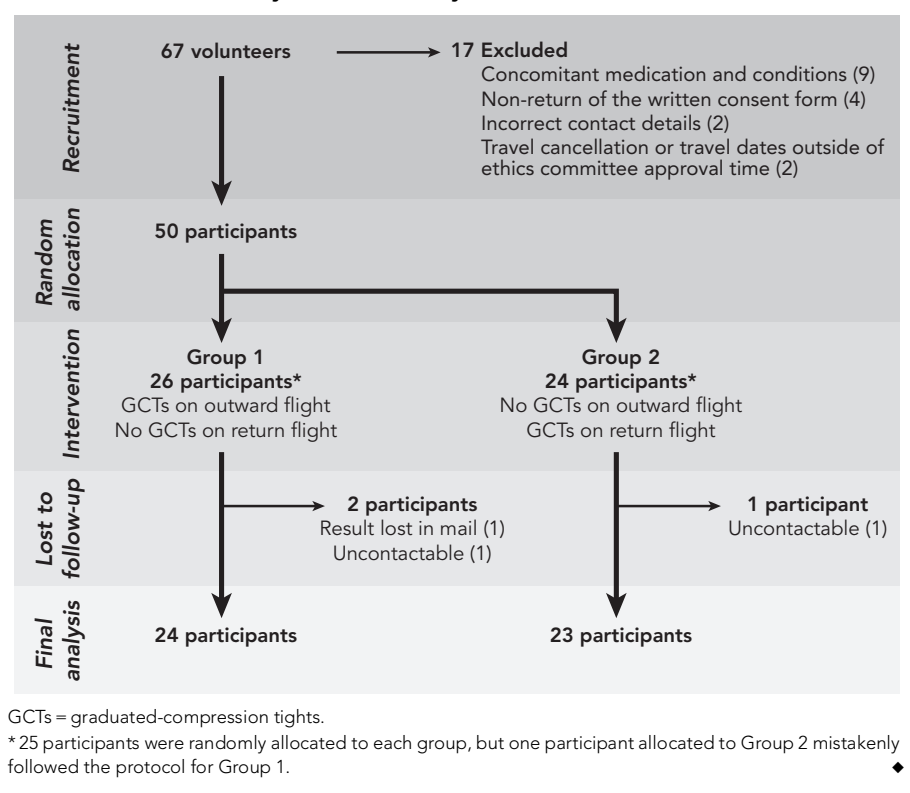 67 volunteers
17 Excluded
Concomitant medication and conditions (9)
Non-return of the written consent form (4)
Incorrect contact details (2)
Travel cancellation or travel dates outside of
ethics committee approval time (2)
Recruitment
50 participants
Random
allocation
Group 1
26 participants*
GCTs on outward flight
No GCTs on return flight
Group 2
24 participants*
No GCTs on outward flight
GCTs on return flight
Intervention
2 participants
Result lost in mail (1)
Uncontactable (1)
1 participant
Uncontactable (1)
Lost to
follow-up
24 participants
23 participants
Final
analysis
GCTs = graduated-compression tights.
* 25 participants were randomly allocated to each group, but one participant allocated to Group 2 mistakenly
followed the protocol for Group 1.